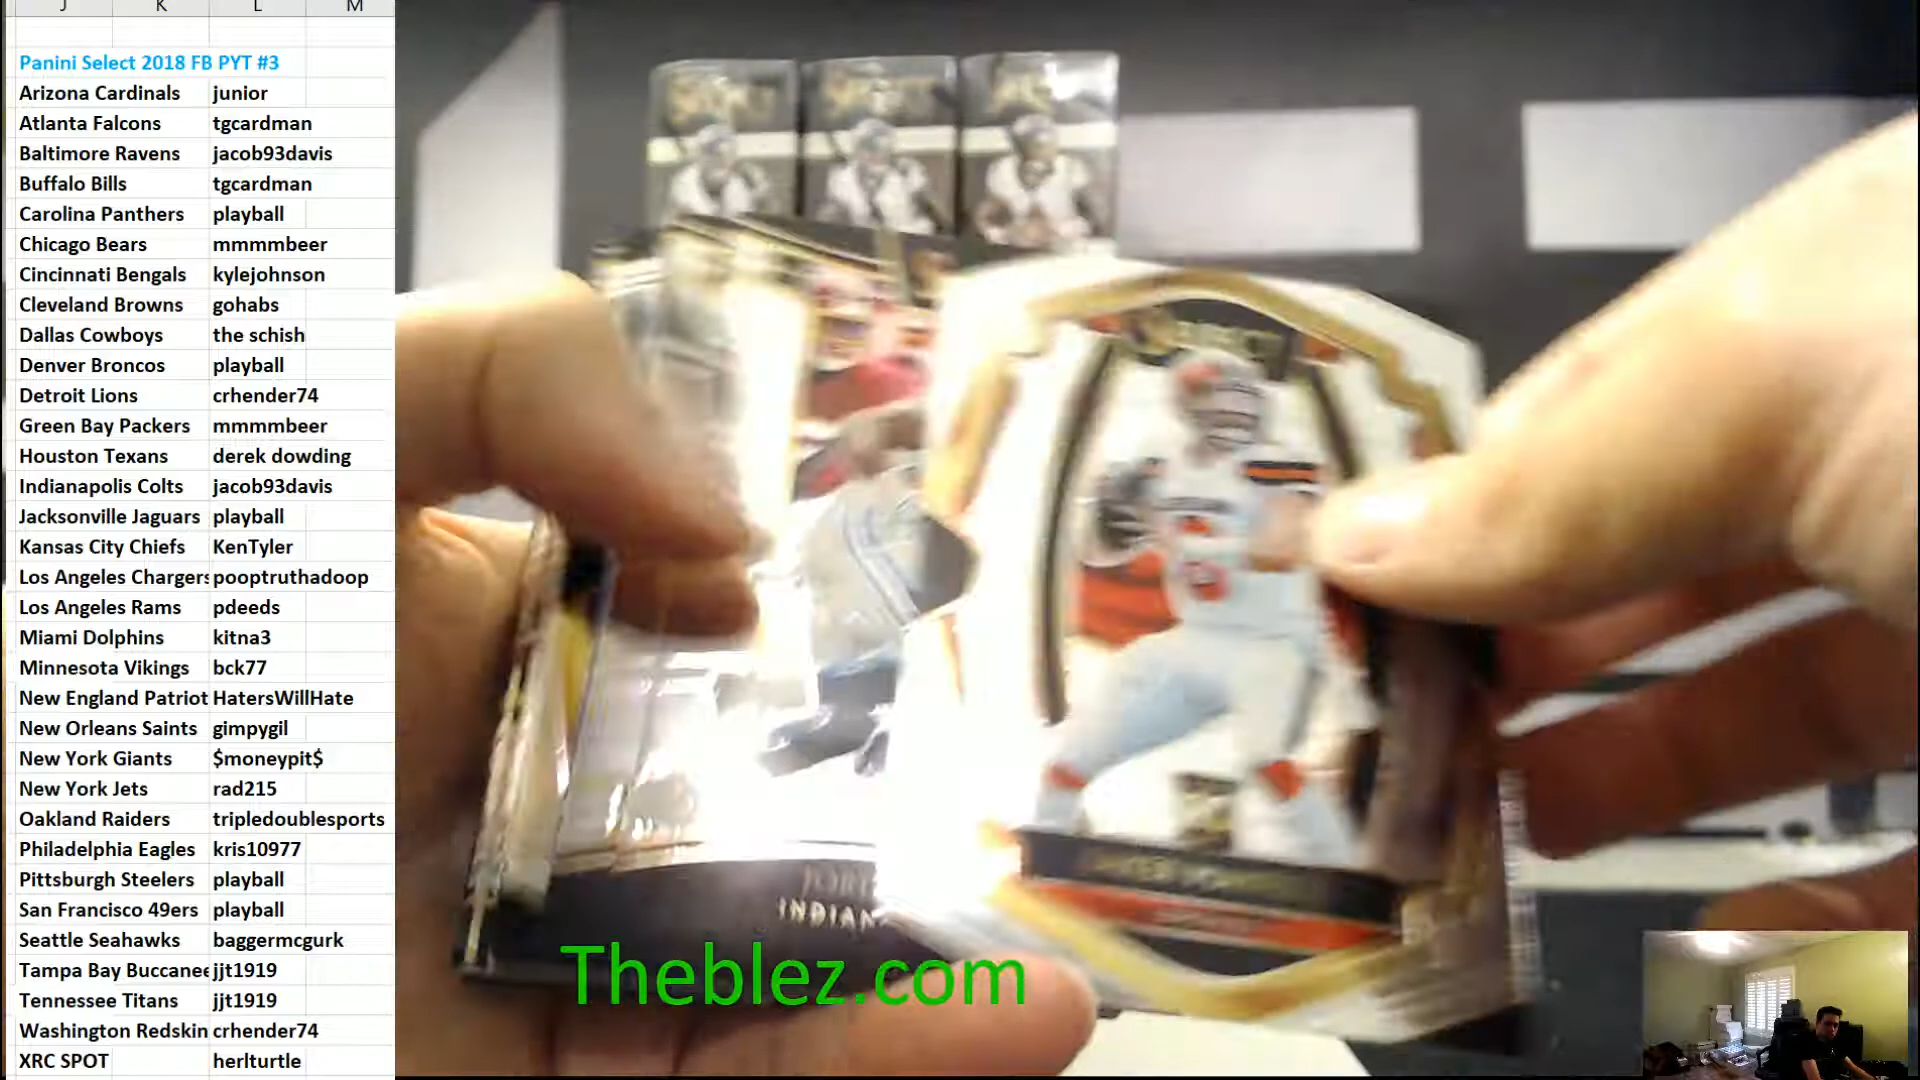 J K L M
Panini Select 2018 FB PYT #3
Arizona Cardinals junior
Atlanta Falcons tgcardman
Baltimore Ravens jacob93davis
Buffalo Bills tgcardman
Carolina Panthers playball
Chicago Bears mmmmbeer
Cincinnati Bengals kylejohnson
Cleveland Browns gohabs
Dallas Cowboys the schish
Denver Broncos playball
Detroit Lions crhender74
Green Bay Packers mmmmbeer
Houston Texans derek dowding
Indianapolis Colts jacob93davis
Jacksonville Jaguars playball
Kansas City Chiefs KenTyler
Los Angeles Chargers pooptruthadoop
Los Angeles Rams pdeeds
Miami Dolphins kitna3
Minnesota Vikings bck77
New England Patriot HatersWillHate
New Orleans Saints gimpygil
New York Giants $moneypit$
New York Jets rad215
Oakland Raiders tripledoublesports
Philadelphia Eagles kris10977
Pittsburgh Steelers playball
San Francisco 49ers playball
Seattle Seahawks baggermcgurk
Tampa Bay Buccanee jjt1919
Tennessee Titans jjt1919
Washington Redskin crhender74
XRC SPOT herlturtle
INDIAN
Theblez.com